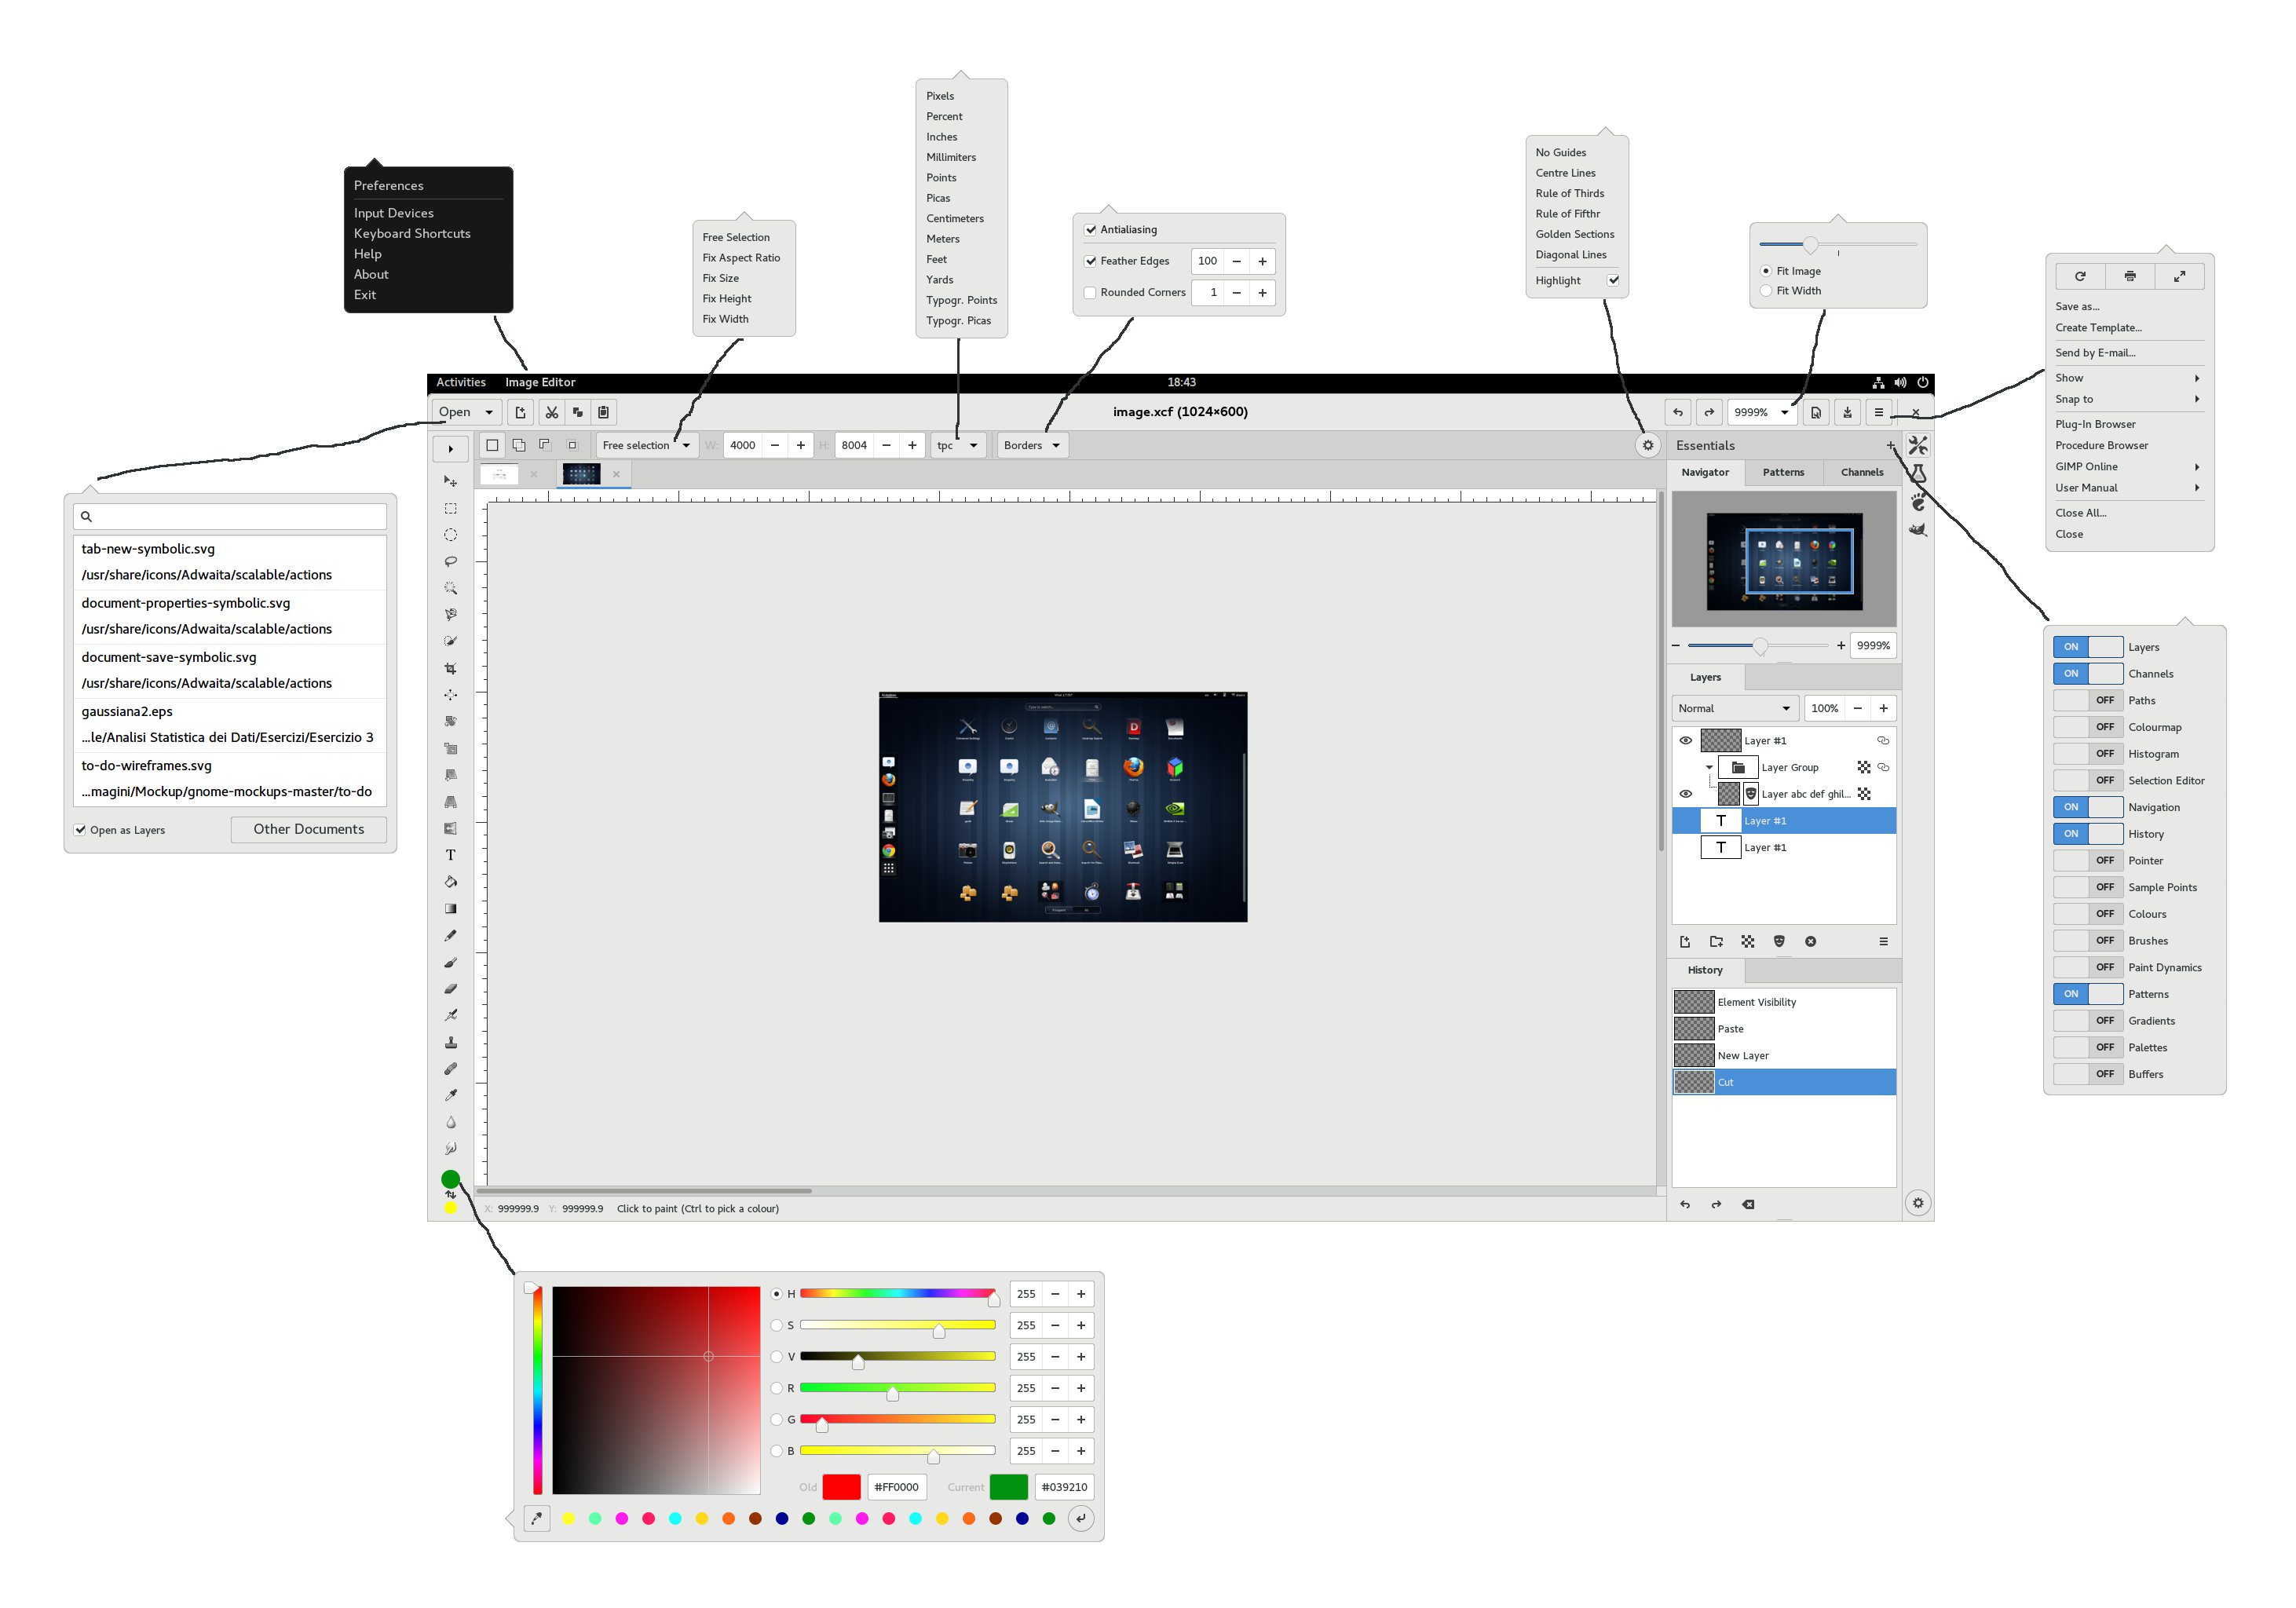 Pixels
Percent
Inches
Millimiters
Points
Picas
Centimeters
Meters
Feet
Yards
Typogr. Points
Typogr. Picas
Preferences
Input Devices
Keyboard Shortcuts
Help
About
Exit
Free Selection
Fix Aspect Ratio
Fix Size
Fix Height
Fix Width
Antialiasing
Feather Edges 100
Rounded Corners 1
No Guides
Centre Lines
Rule of Thirds
Rule of Fifthr
Golden Sections
Diagonal Lines
Highlight
Fit Image
Fit Width
Save as...
Create Template...
Send by E-mail...
Show
Snap to
Plug-In Browser
Procedure Browser
GIMP Online
User Manual
Close All...
Close
Activities Image Editor 18:43
Open image.xcf (1024×600) 9999%
Free selection W: 4000 H: 8004 tpc Borders
Essentials
Navigator Patterns Channels
9999%
Layers
Normal 100%
Layer #1
Layer Group
Layer abc def ghil...
T Layer #1
T Layer #1
History
Element Visibility
Paste
New Layer
Cut
T
X: 999999.9 Y: 999999.9 Click to paint (Ctrl to pick a colour)
tab-new-symbolic.svg
/usr/share/icons/Adwaita/scalable/actions
document-properties-symbolic.svg
/usr/share/icons/Adwaita/scalable/actions
document-save-symbolic.svg
/usr/share/icons/Adwaita/scalable/actions
gaussiana2.eps
...le/Analisi Statistica dei Dati/Esercizi/Esercizio 3
to-do-wireframes.svg
...magini/Mockup/gnome-mockups-master/to-do
Open as Layers Other Documents
ON Layers
ON Channels
OFF Paths
OFF Colourmap
OFF Histogram
OFF Selection Editor
ON Navigation
ON History
OFF Pointer
OFF Sample Points
OFF Colours
OFF Brushes
OFF Paint Dynamics
ON Patterns
OFF Gradients
OFF Palettes
OFF Buffers
H 255
S 255
V 255
R 255
G 255
B 255
Old #FF0000 Current #039210